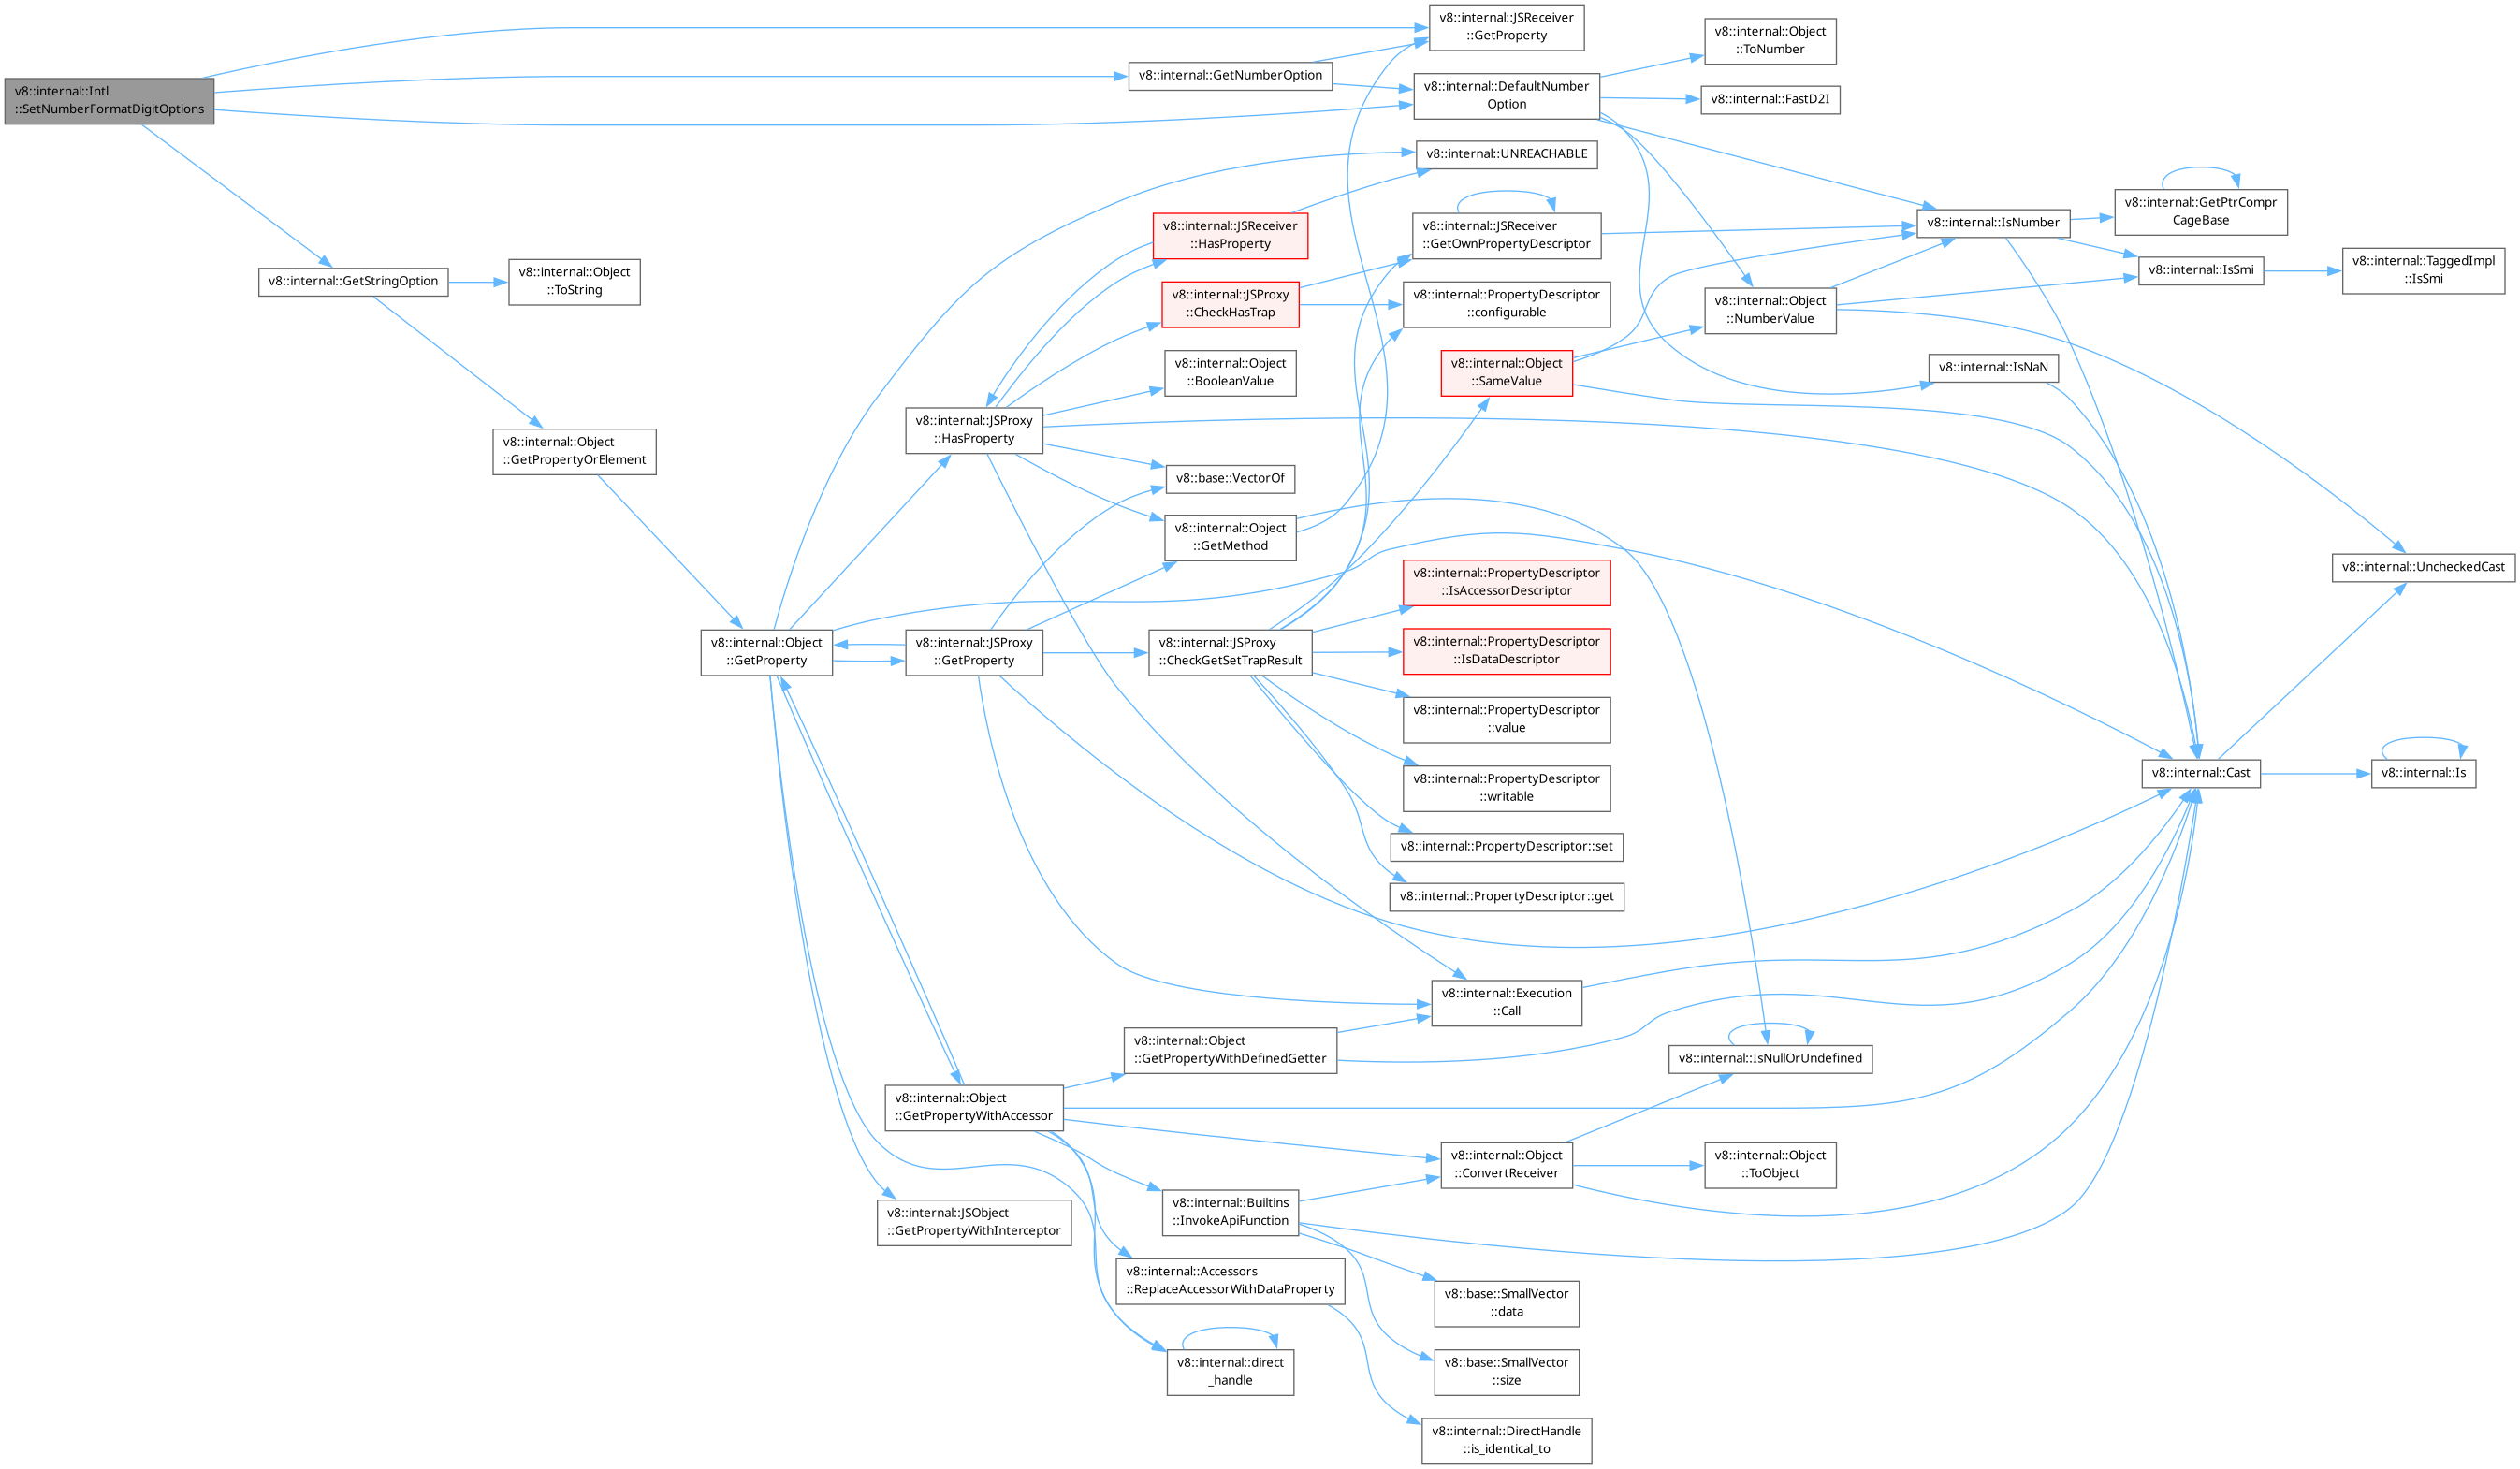 v8::internal::Intl
::SetNumberFormatDigitOptions
v8::internal::GetStringOption
v8::internal::Object
::ToString
v8::internal::Object
::GetPropertyOrElement
v8::internal::Object
::GetProperty
v8::internal::JSProxy
::HasProperty
v8::internal::JSProxy
::GetProperty
v8::internal::Object
::GetPropertyWithAccessor
v8::internal::JSObject
::GetPropertyWithInterceptor
v8::internal::GetNumberOption
v8::internal::JSReceiver
::HasProperty
v8::internal::JSProxy
::CheckHasTrap
v8::internal::Object
::BooleanValue
v8::base::VectorOf
v8::internal::Object
::GetMethod
v8::internal::JSProxy
::CheckGetSetTrapResult
v8::internal::Object
::GetPropertyWithDefinedGetter
v8::internal::Builtins
::InvokeApiFunction
v8::internal::Accessors
::ReplaceAccessorWithDataProperty
v8::internal::direct
_handle
v8::internal::JSReceiver
::GetProperty
v8::internal::DefaultNumber
Option
v8::internal::UNREACHABLE
v8::internal::JSReceiver
::GetOwnPropertyDescriptor
v8::internal::PropertyDescriptor
::configurable
v8::internal::Object
::SameValue
v8::internal::PropertyDescriptor
::IsAccessorDescriptor
v8::internal::PropertyDescriptor
::IsDataDescriptor
v8::internal::PropertyDescriptor
::value
v8::internal::PropertyDescriptor
::writable
v8::internal::PropertyDescriptor::set
v8::internal::PropertyDescriptor::get
v8::internal::Execution
::Call
v8::internal::Object
::ConvertReceiver
v8::base::SmallVector
::data
v8::base::SmallVector
::size
v8::internal::DirectHandle
::is_identical_to
v8::internal::Object
::ToNumber
v8::internal::FastD2I
v8::internal::Object
::NumberValue
v8::internal::IsNullOrUndefined
v8::internal::Object
::ToObject
v8::internal::IsNumber
v8::internal::IsNaN
v8::internal::GetPtrCompr
CageBase
v8::internal::IsSmi
v8::internal::Cast
v8::internal::TaggedImpl
::IsSmi
v8::internal::UncheckedCast
v8::internal::Is